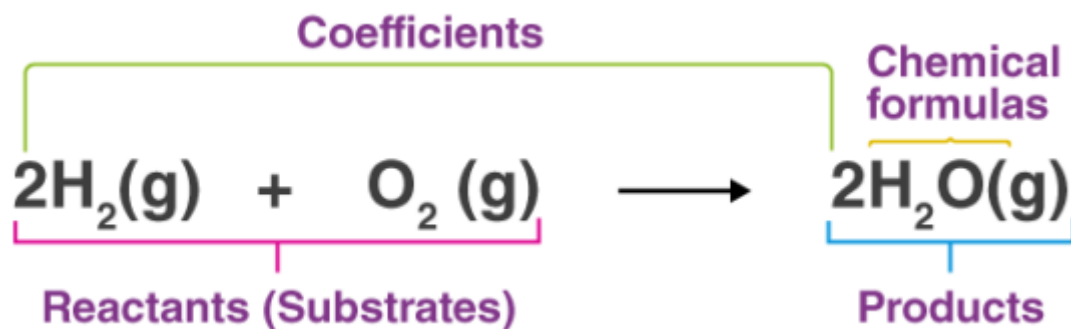 Coefficients
Chemical
formulas
2H₂(g) + O₂ (g) ⟶ 2H₂O(g)
Reactants (Substrates)
Products